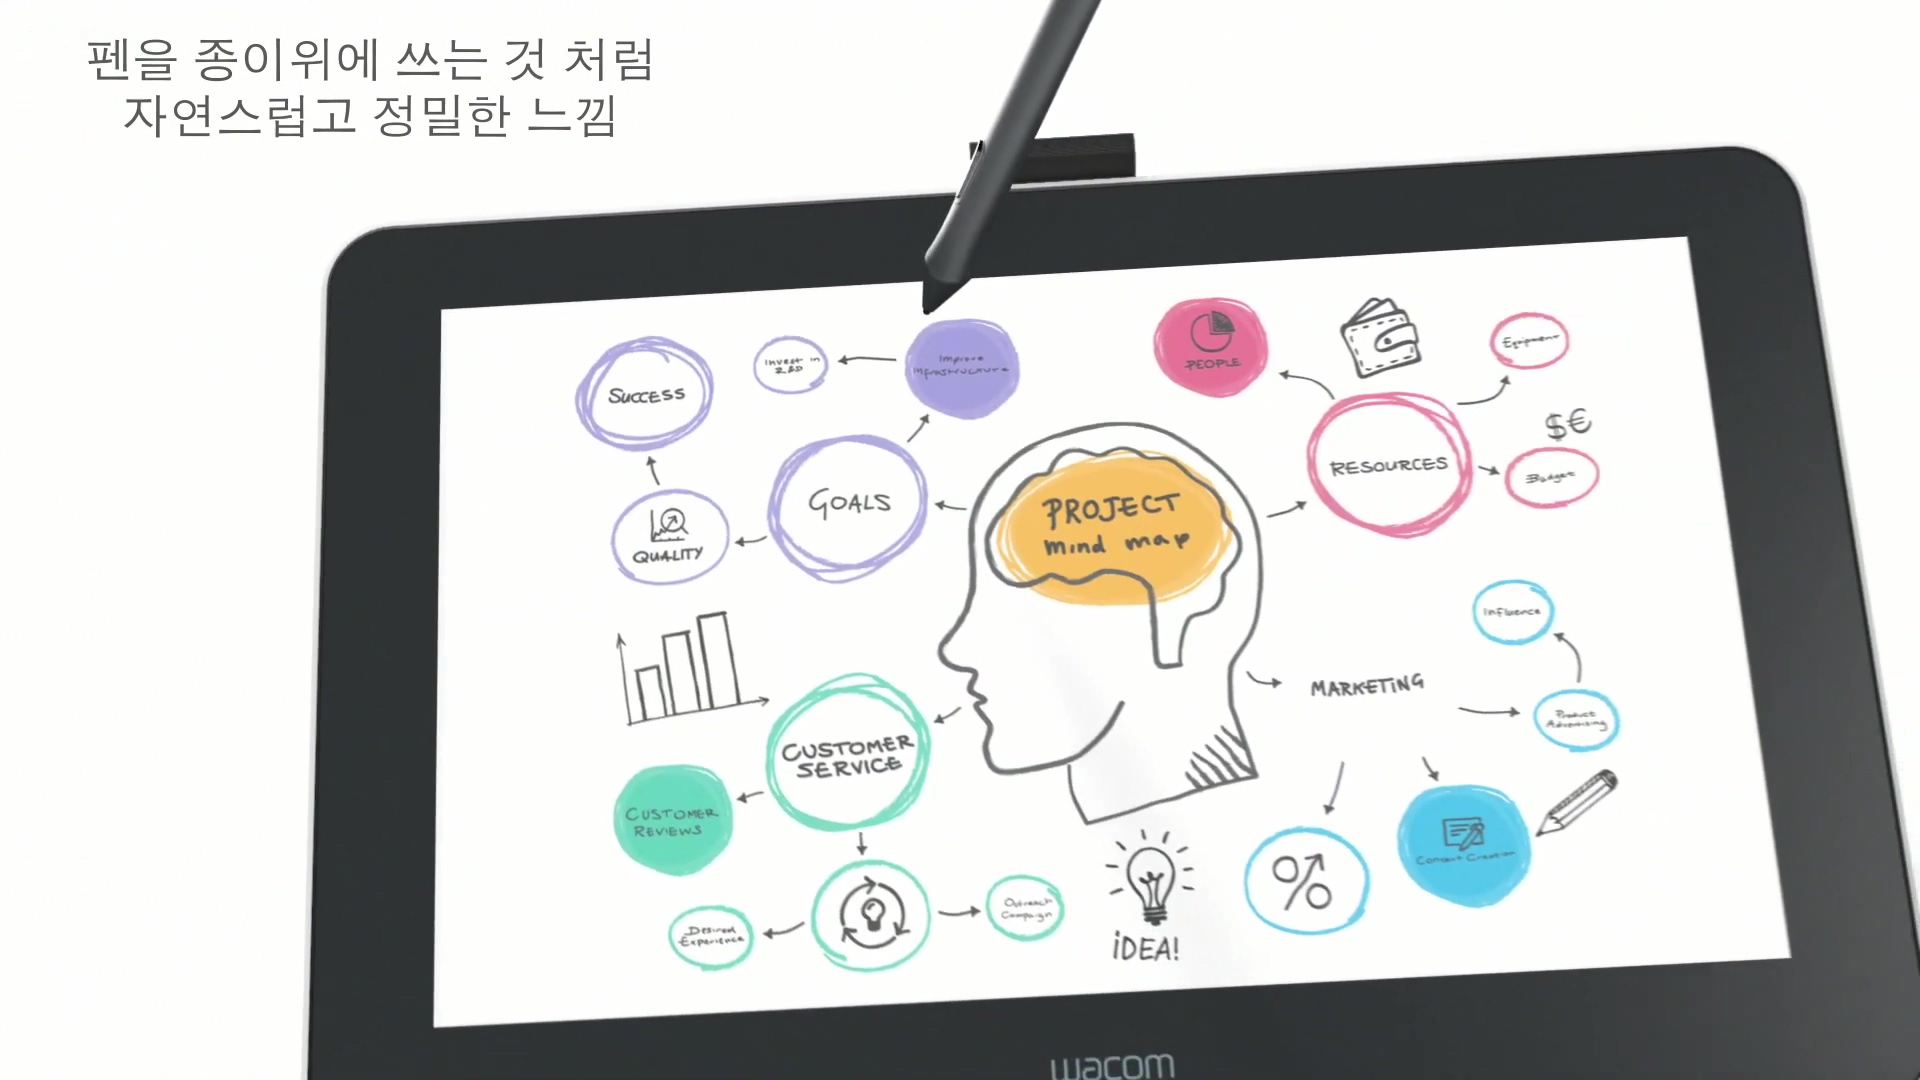 펜을 종이위에 쓰는 것 처럼
자연스럽고 정밀한 느낌
SUCCESS
Invest in
R&D
Improve
Infrastructure
GOALS
QUALITY
PROJECT
mind map
PEOPLE
RESOURCES
Equipment
$€
Budget
Influence
MARKETING
Product
Advertising
Content Creation
CUSTOMER
SERVICE
CUSTOMER
REVIEWS
Desired
Experience
Outreach
Campaign
iDEA!
wacom